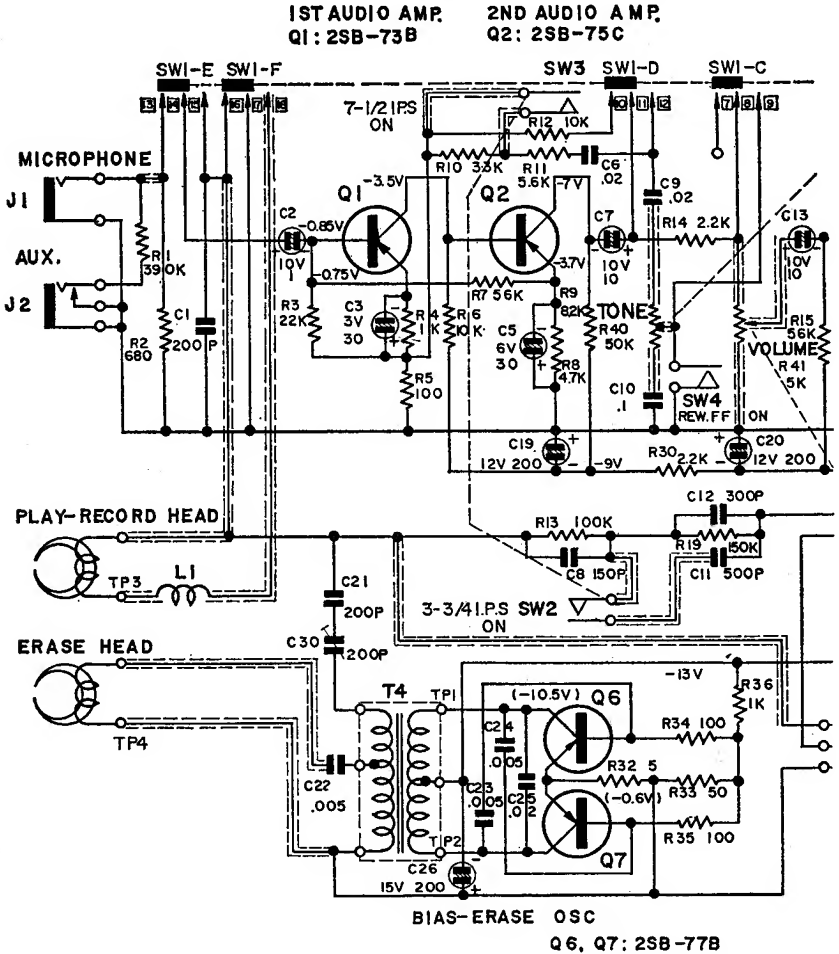 1ST AUDIO AMP. 2ND AUDIO AMP.
Q1: 2SB-73B Q2: 2SB-75C
SW1-E SW1-F SW3 SW1-D SW1-C
13 14 15 16 17 18 10 11 12 7 8 9
7-1/2 I.P.S
ON
R12 10K
MICROPHONE
R10 3.3K R11
5.6K C6
.02
J1
Q1 -3.5V Q2 -7V
C9
.02
C2 -0.85V C7 R14 2.2K C13
10V
1
R1
390K
AUX.
-0.75V -3.7V
10V
10
10V
10
R7 56K
J2
R3
22K
C3
3V
30
R4
1K
R16
10K
R9
82K
TONE
C1
200P
R2
680
C5
6V
30
R40
50K
R15
56K
VOLUME
R41
5K
R8
4.7K
R5
100
C10
.1
SW4
REW. FF ON
C19
12V 200
-9V
R30 2.2K
C20
12V 200
C12 300P
PLAY-RECORD HEAD
R13 100K
R19 150K
TP3 L1
C21
200P
C8 150P C11 500P
3-3/4 I.P.S SW2
ON
C30
200P
ERASE HEAD
-13V
T4 TP1 (-10.5V) Q6
R36
1K
C24
.005
R34 100
TP4
C22
.005
C23
.005
C25
.02
R32 5
R33 50
(-0.6V)
TP2
R35 100
C26
15V 200
Q7
BIAS-ERASE OSC
Q6, Q7: 2SB-77B